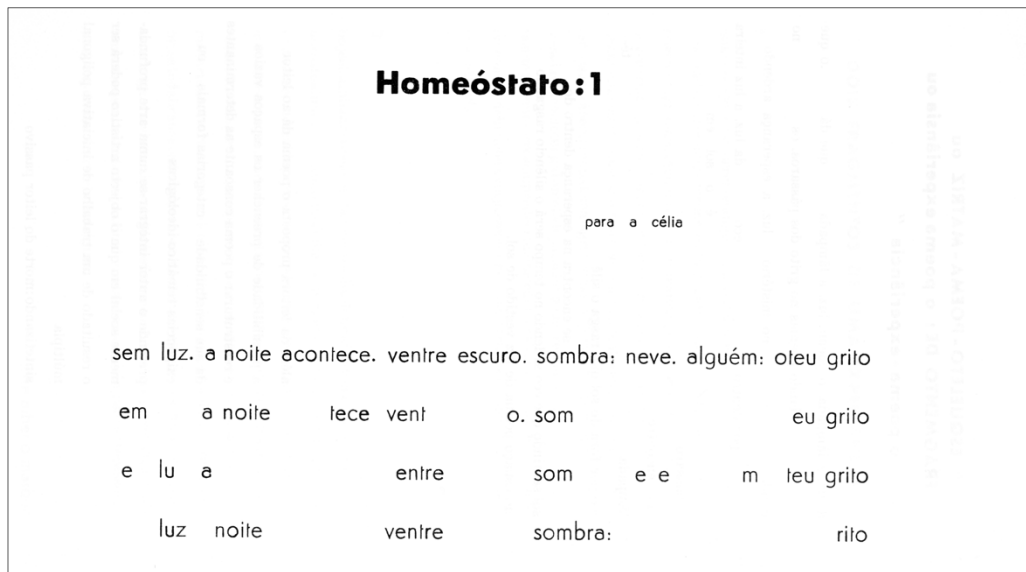 Homeóstato:1
para a célia
sem luz. a noite acontece. ventre escuro. sombra: neve. alguém: oteu grito
em a noite tece vent o. som eu grito
e lu a entre som e e m teu grito
luz noite ventre sombra: rito